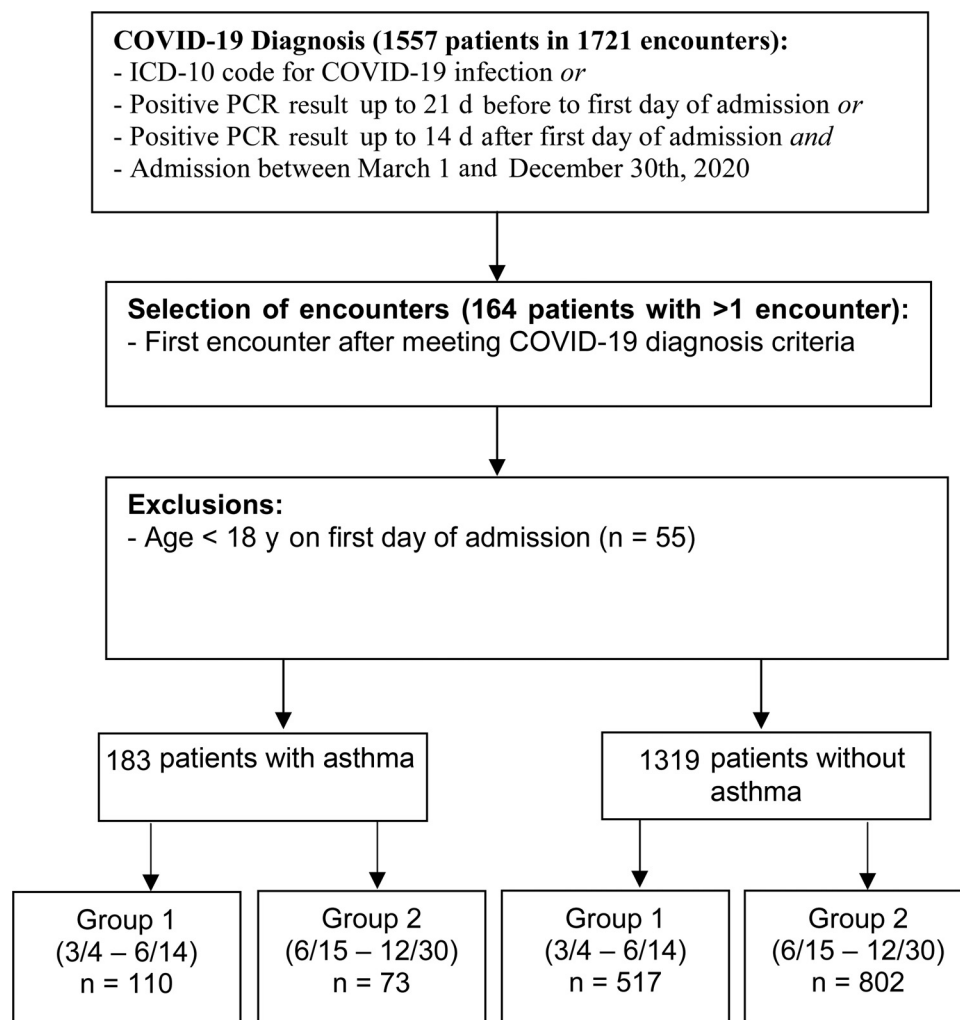 COVID-19 Diagnosis (1557 patients in 1721 encounters):
- ICD-10 code for COVID-19 infection or
- Positive PCR result up to 21 d before to first day of admission or
- Positive PCR result up to 14 d after first day of admission and
- Admission between March 1 and December 30th, 2020
Selection of encounters (164 patients with >1 encounter):
- First encounter after meeting COVID-19 diagnosis criteria
Exclusions:
- Age < 18 y on first day of admission (n = 55)
183 patients with asthma
1319 patients without
asthma
Group 1
(3/4 – 6/14)
n = 110
Group 2
(6/15 – 12/30)
n = 73
Group 1
(3/4 – 6/14)
n = 517
Group 2
(6/15 – 12/30)
n = 802